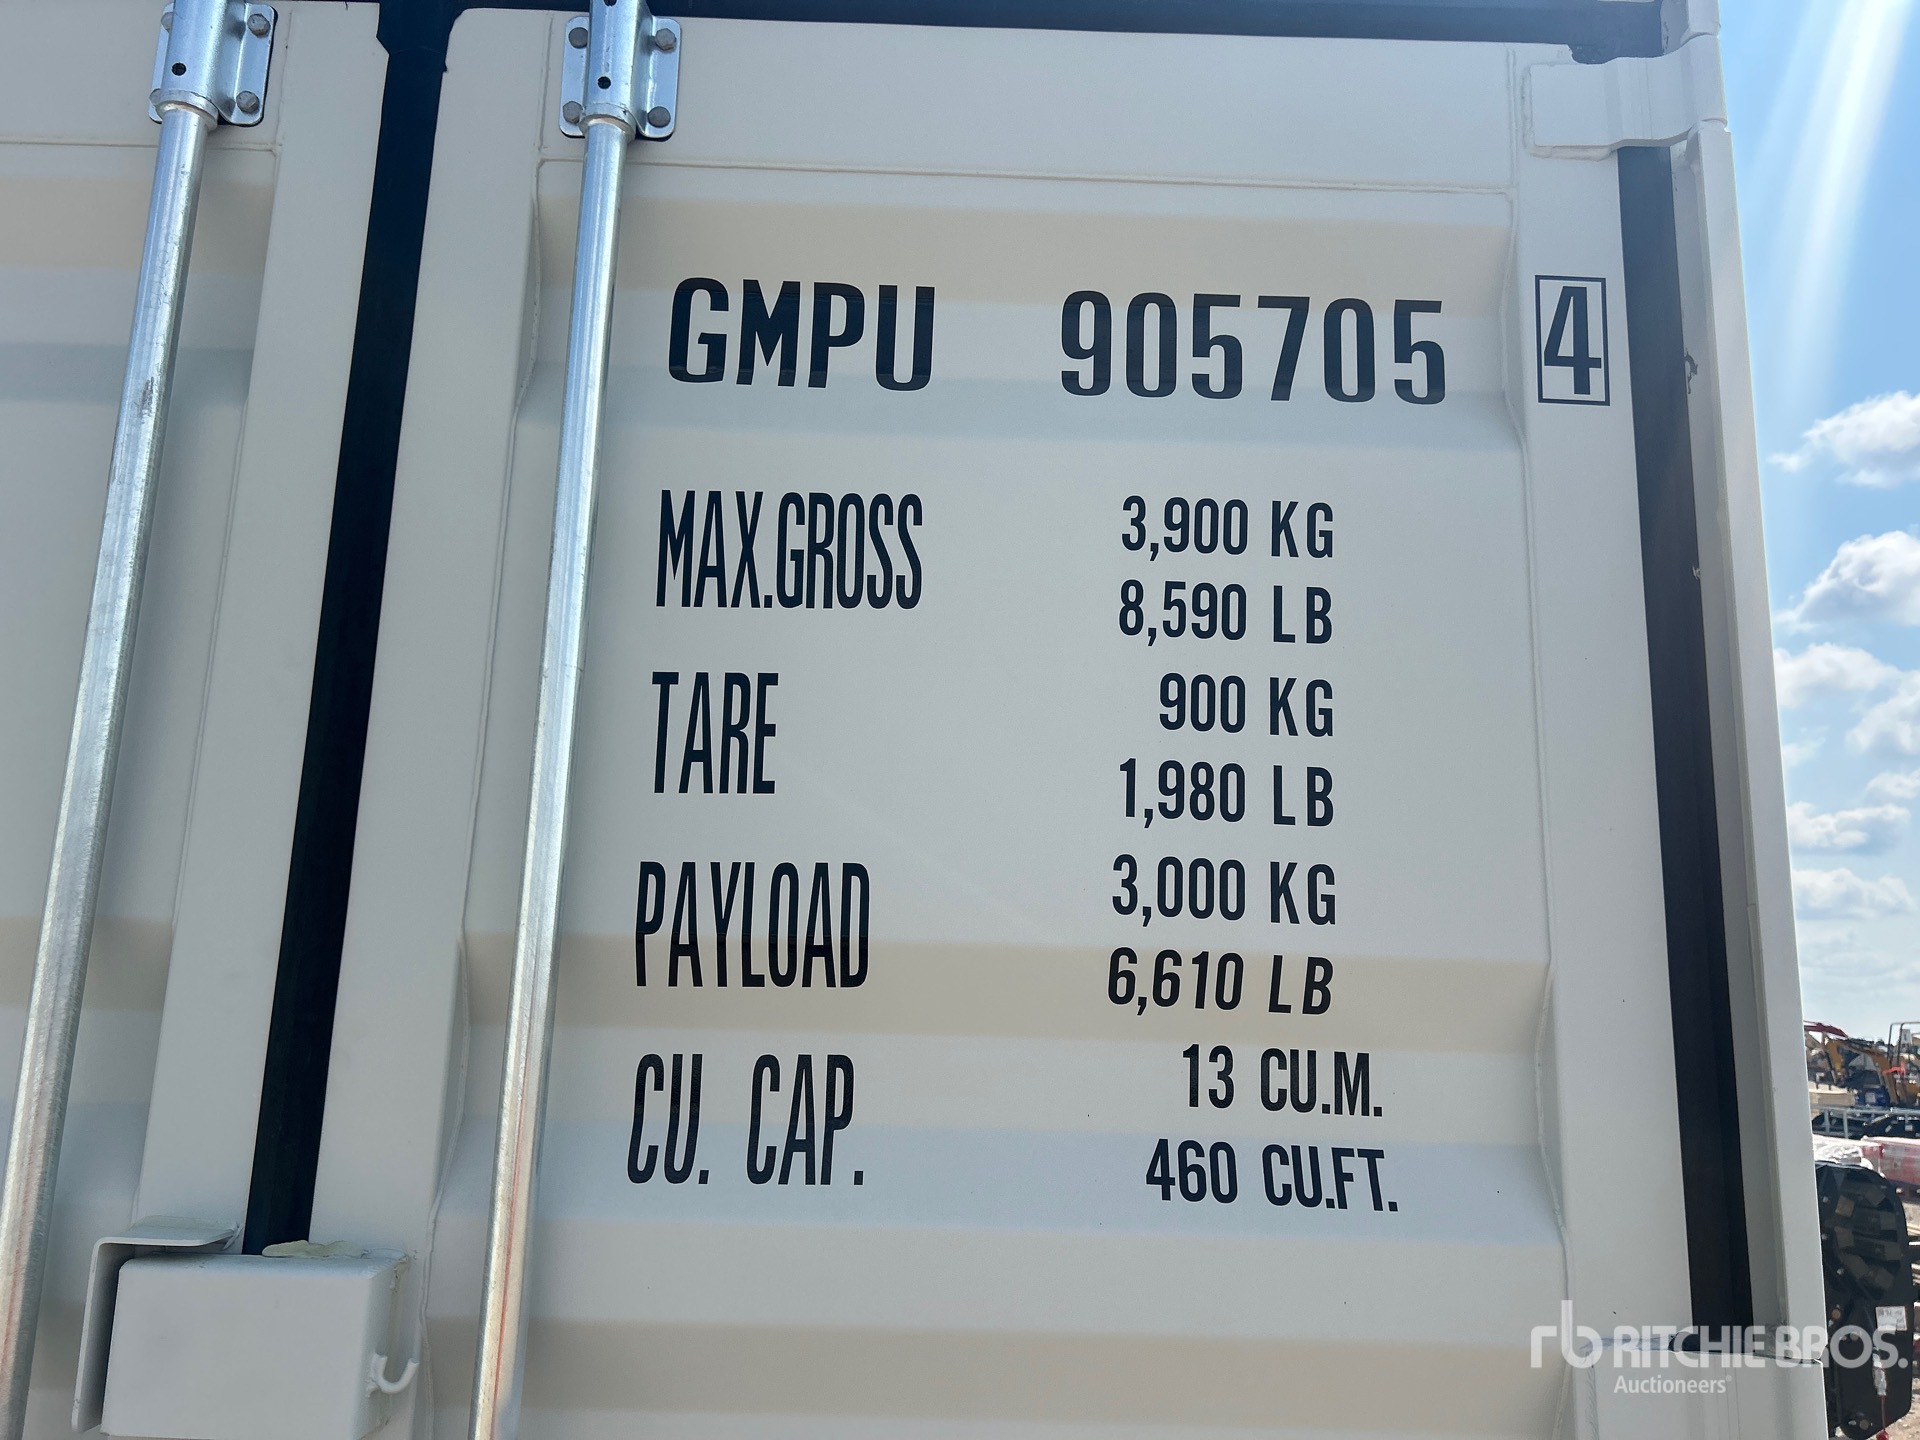 GMPU 905705 4
MAX.GROSS 3,900 KG
8,590 LB
TARE 900 KG
1,980 LB
PAYLOAD 3,000 KG
6,610 LB
CU. CAP. 13 CU.M.
460 CU.FT.
rb RITCHIE BROS.
Auctioneers